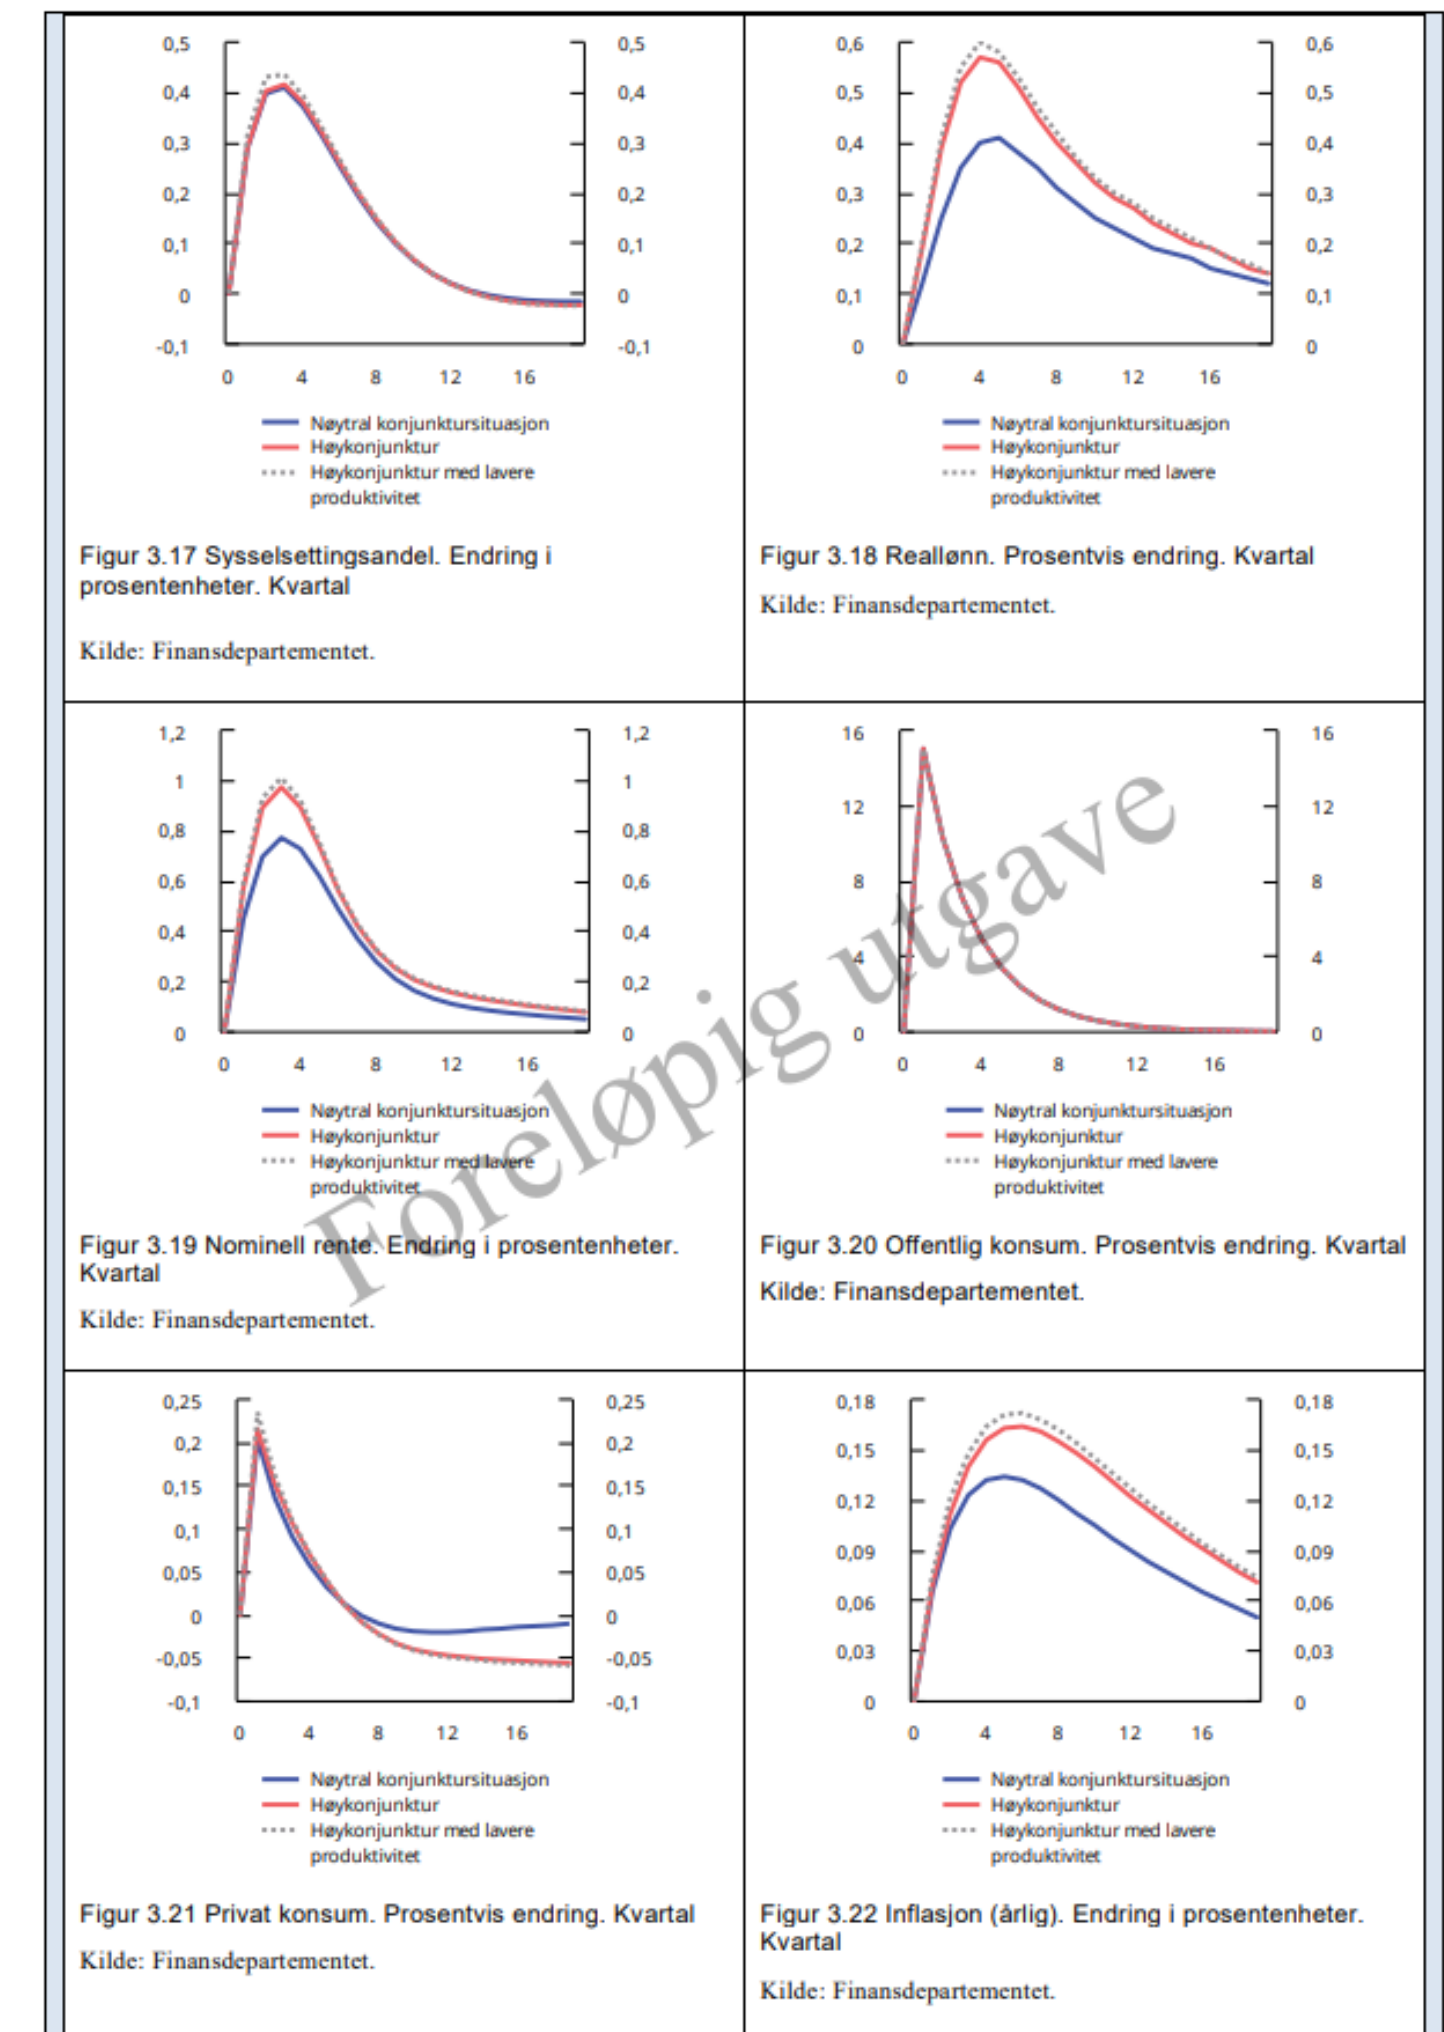 0,5 0,5
0,4 0,4
0,3 0,3
0,2 0,2
0,1 0,1
0 0
-0,1 -0,1
0 4 8 12 16
Nøytral konjunktursituasjon
Høykonjunktur
Høykonjunktur med lavere
produktivitet
Figur 3.17 Sysselsettingsandel. Endring i
prosentenheter. Kvartal
Kilde: Finansdepartementet.
0,6 0,6
0,5 0,5
0,4 0,4
0,3 0,3
0,2 0,2
0,1 0,1
0 0
0 4 8 12 16
Nøytral konjunktursituasjon
Høykonjunktur
Høykonjunktur med lavere
produktivitet
Figur 3.18 Reallønn. Prosentvis endring. Kvartal
Kilde: Finansdepartementet.
1,2 1,2
1 1
0,8 0,8
0,6 0,6
0,4 0,4
0,2 0,2
0 0
0 4 8 12 16
Nøytral konjunktursituasjon
Høykonjunktur
Høykonjunktur med lavere
produktivitet
Figur 3.19 Nominell rente. Endring i prosentenheter.
Kvartal
Kilde: Finansdepartementet.
16 16
12 12
8 8
4 4
0 0
0 4 8 12 16
Nøytral konjunktursituasjon
Høykonjunktur
Høykonjunktur med lavere
produktivitet
Figur 3.20 Offentlig konsum. Prosentvis endring. Kvartal
Kilde: Finansdepartementet.
Foreløpig utgave
0,25 0,25
0,2 0,2
0,15 0,15
0,1 0,1
0,05 0,05
0 0
-0,05 -0,05
-0,1 -0,1
0 4 8 12 16
Nøytral konjunktursituasjon
Høykonjunktur
Høykonjunktur med lavere
produktivitet
Figur 3.21 Privat konsum. Prosentvis endring. Kvartal
Kilde: Finansdepartementet.
0,18 0,18
0,15 0,15
0,12 0,12
0,09 0,09
0,06 0,06
0,03 0,03
0 0
0 4 8 12 16
Nøytral konjunktursituasjon
Høykonjunktur
Høykonjunktur med lavere
produktivitet
Figur 3.22 Inflasjon (årlig). Endring i prosentenheter.
Kvartal
Kilde: Finansdepartementet.